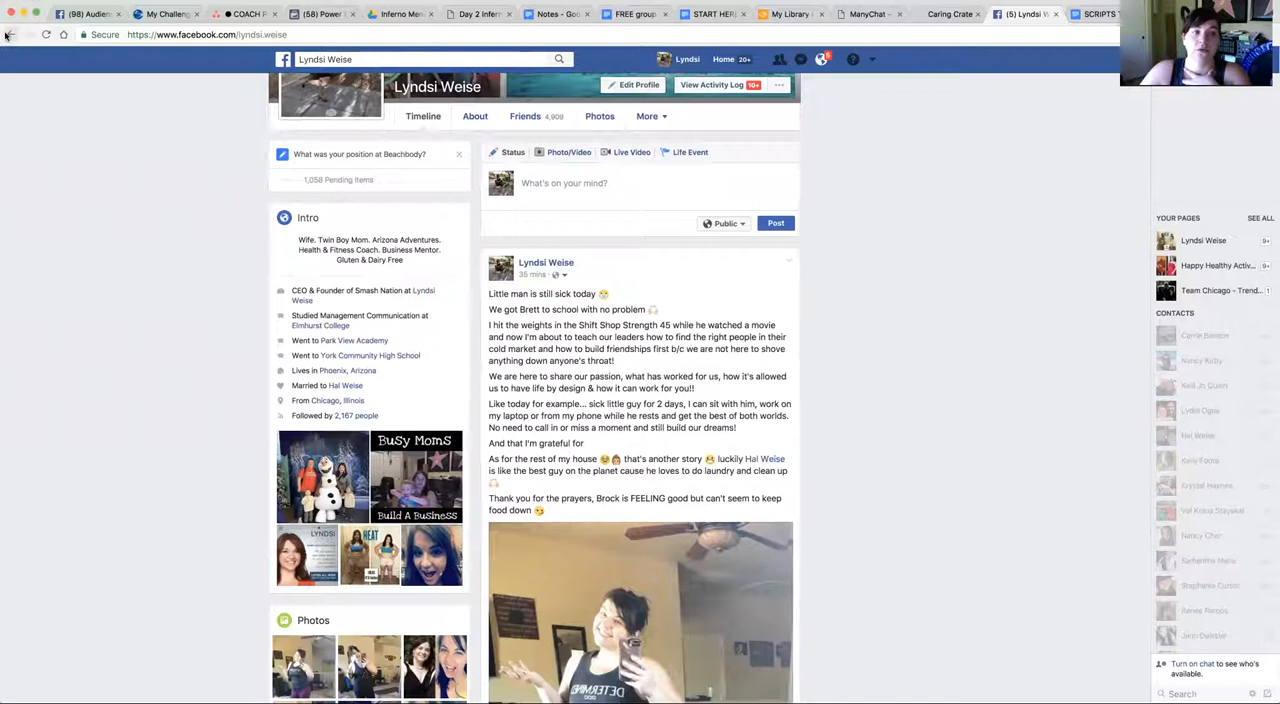 (98) Audien
My Challeng
COACH P
(58) Power
Inferno Me
Day 2 Infern
Notes - Goo
FREE group
START HER
My Library
ManyChat -
Caring Crate
(5) Lyndsi W
SCRIPTS
Secure https://www.facebook.com/lyndsi.weise
Lyndsi Weise
Lyndsi Home 20+
Lyndsi Weise
Edit Profile
View Activity Log 10+
Timeline About Friends 4,909 Photos More
What was your position at Beachbody?
1,058 Pending Items
Intro
Wife. Twin Boy Mom. Arizona Adventures.
Health & Fitness Coach. Business Mentor.
Gluten & Dairy Free
CEO & Founder of Smash Nation at Lyndsi
Weise
Studied Management Communication at
Elmhurst College
Went to Park View Academy
Went to York Community High School
Lives in Phoenix, Arizona
Married to Hal Weise
From Chicago, Illinois
Followed by 2,167 people
Busy Moms
Build A Business
LYNDSI
HEAT
Photos
Status Photo/Video Live Video Life Event
What's on your mind?
Public Post
Lyndsi Weise
35 mins ·
Little man is still sick today
We got Brett to school with no problem
I hit the weights in the Shift Shop Strength 45 while he watched a movie
and now I'm about to teach our leaders how to find the right people in their
cold market and how to build friendships first b/c we are not here to shove
anything down anyone's throat!
We are here to share our passion, what has worked for us, how it's allowed
us to have life by design & how it can work for you!!
Like today for example... sick little guy for 2 days, I can sit with him, work on
my laptop or from my phone while he rests and get the best of both worlds.
No need to call in or miss a moment and still build our dreams!
And that I'm grateful for
As for the rest of my house that's another story luckily Hal Weise
is like the best guy on the planet cause he loves to do laundry and clean up
Thank you for the prayers, Brock is FEELING good but can't seem to keep
food down
YOUR PAGES SEE ALL
Lyndsi Weise 9+
Happy Healthy Activ... 9+
Team Chicago - Trend... 1
CONTACTS
Carrie Benson
Nancy Kirby
Kelli Jo Quinn
Lydia Ogea
Hal Weise
Kelly Foote
Krystal Haynes
Val Krona Stayskal
Nancy Cher
Samantha Maria
Renee Ramos
Turn on chat to see who's
available.
Search